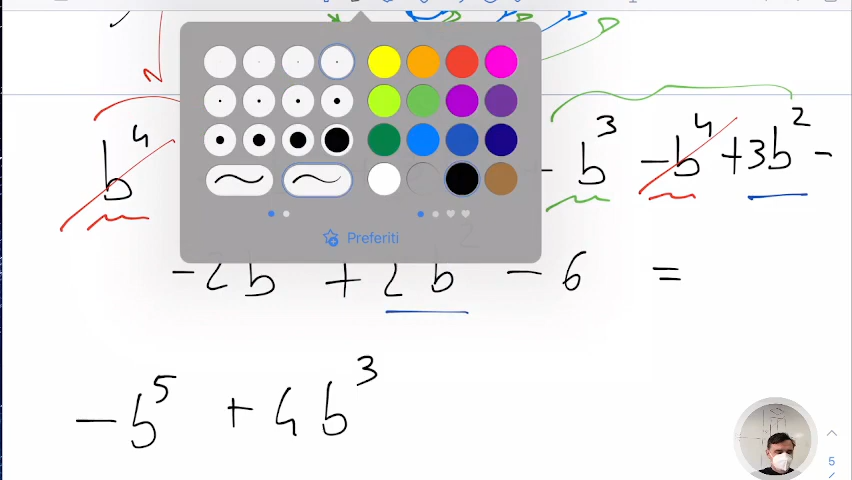 b⁴ - b³ - b⁴ + 3b² -
Preferiti
- 2b + 2b - 6 =
- b⁵ + 4b³
5